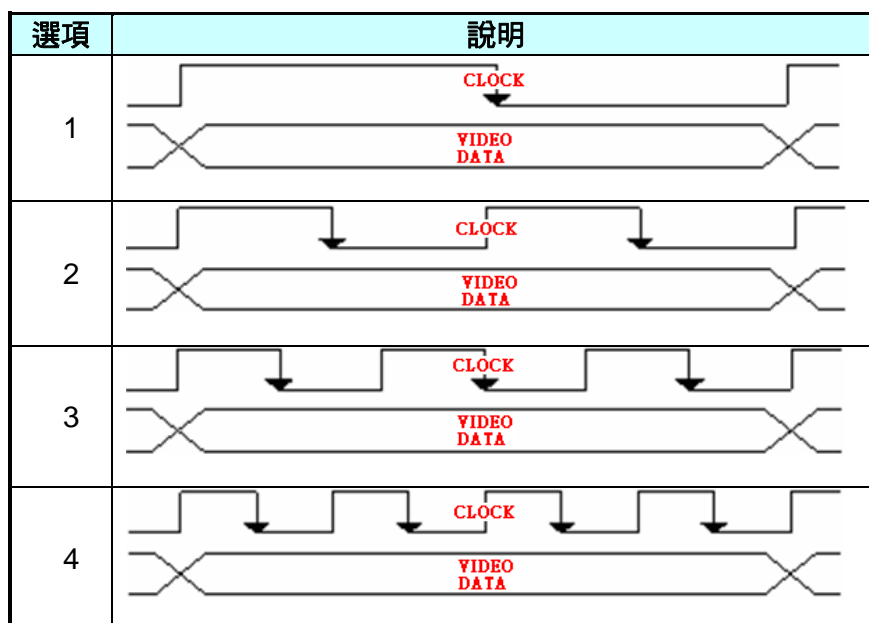 選項 說明
1
CLOCK
VIDEO
DATA
2
CLOCK
VIDEO
DATA
3
CLOCK
VIDEO
DATA
4
CLOCK
VIDEO
DATA